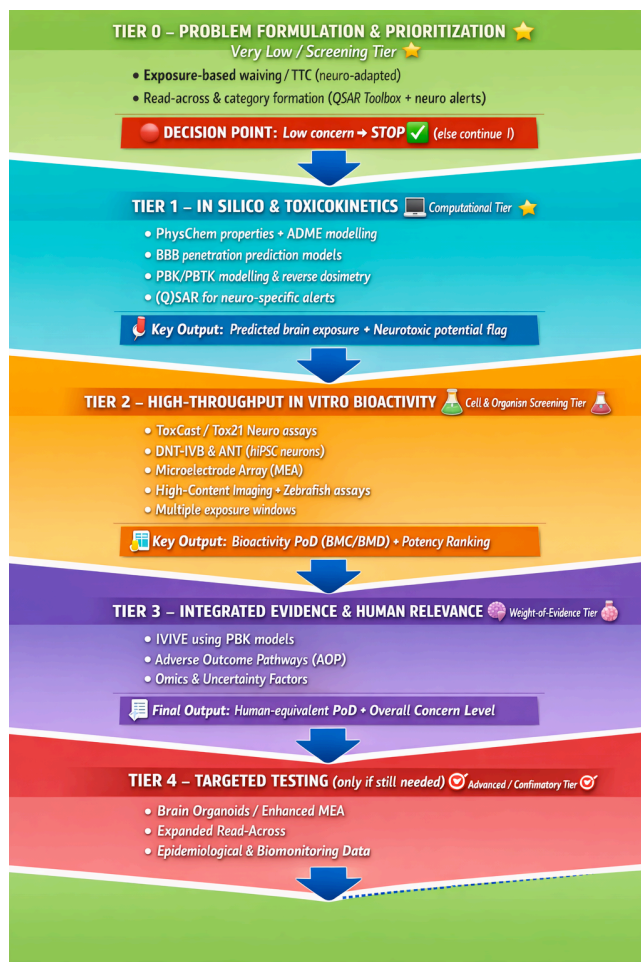 TIER 0 – PROBLEM FORMULATION & PRIORITIZATION
Very Low / Screening Tier
• Exposure-based waiving / TTC (neuro-adapted)
• Read-across & category formation (QSAR Toolbox + neuro alerts)
DECISION POINT: Low concern → STOP ✅ (else continue !)
TIER 1 – IN SILICO & TOXICOKINETICS Computational Tier
• PhysChem properties + ADME modelling
• BBB penetration prediction models
• PBK/PBTK modelling & reverse dosimetry
• (Q)SAR for neuro-specific alerts
Key Output: Predicted brain exposure + Neurotoxic potential flag
TIER 2 – HIGH-THROUGHPUT IN VITRO BIOACTIVITY Cell & Organisn Screening Tier
• ToxCast / Tox21 Neuro assays
• DNT-IVB & ANT (hiPSC neurons)
• Microelectrode Array (MEA)
• High-Content Imaging + Zebrafish assays
• Multiple exposure windows
Key Output: Bioactivity PoD (BMC/BMD) + Potency Ranking
TIER 3 – INTEGRATED EVIDENCE & HUMAN RELEVANCE Weight-of-Evidence Tier
• IVIVE using PBK models
• Adverse Outcome Pathways (AOP)
• Omics & Uncertainty Factors
Final Output: Human-equivalent PoD + Overall Concern Level
TIER 4 – TARGETED TESTING (only if still needed) Advanced / Confimatory Tier
• Brain Organoids / Enhanced MEA
• Expanded Read-Across
• Epidemiological & Biomonitoring Data